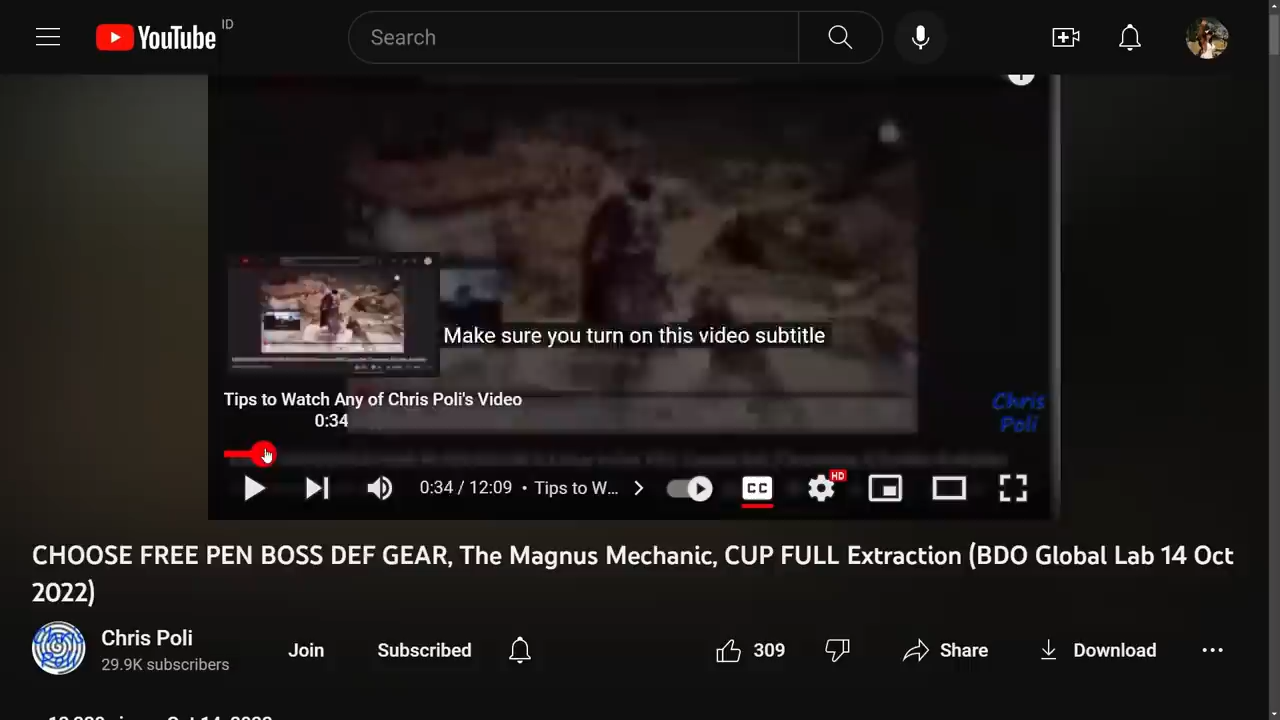 YouTube ID
Search
Make sure you turn on this video subtitle
Tips to Watch Any of Chris Poli's Video
0:34
Chris
Poli
0:34 / 12:09 • Tips to W...
CC
HD
CHOOSE FREE PEN BOSS DEF GEAR, The Magnus Mechanic, CUP FULL Extraction (BDO Global Lab 14 Oct
2022)
Chris Poli
29.9K subscribers
Join
Subscribed
309
Share
Download